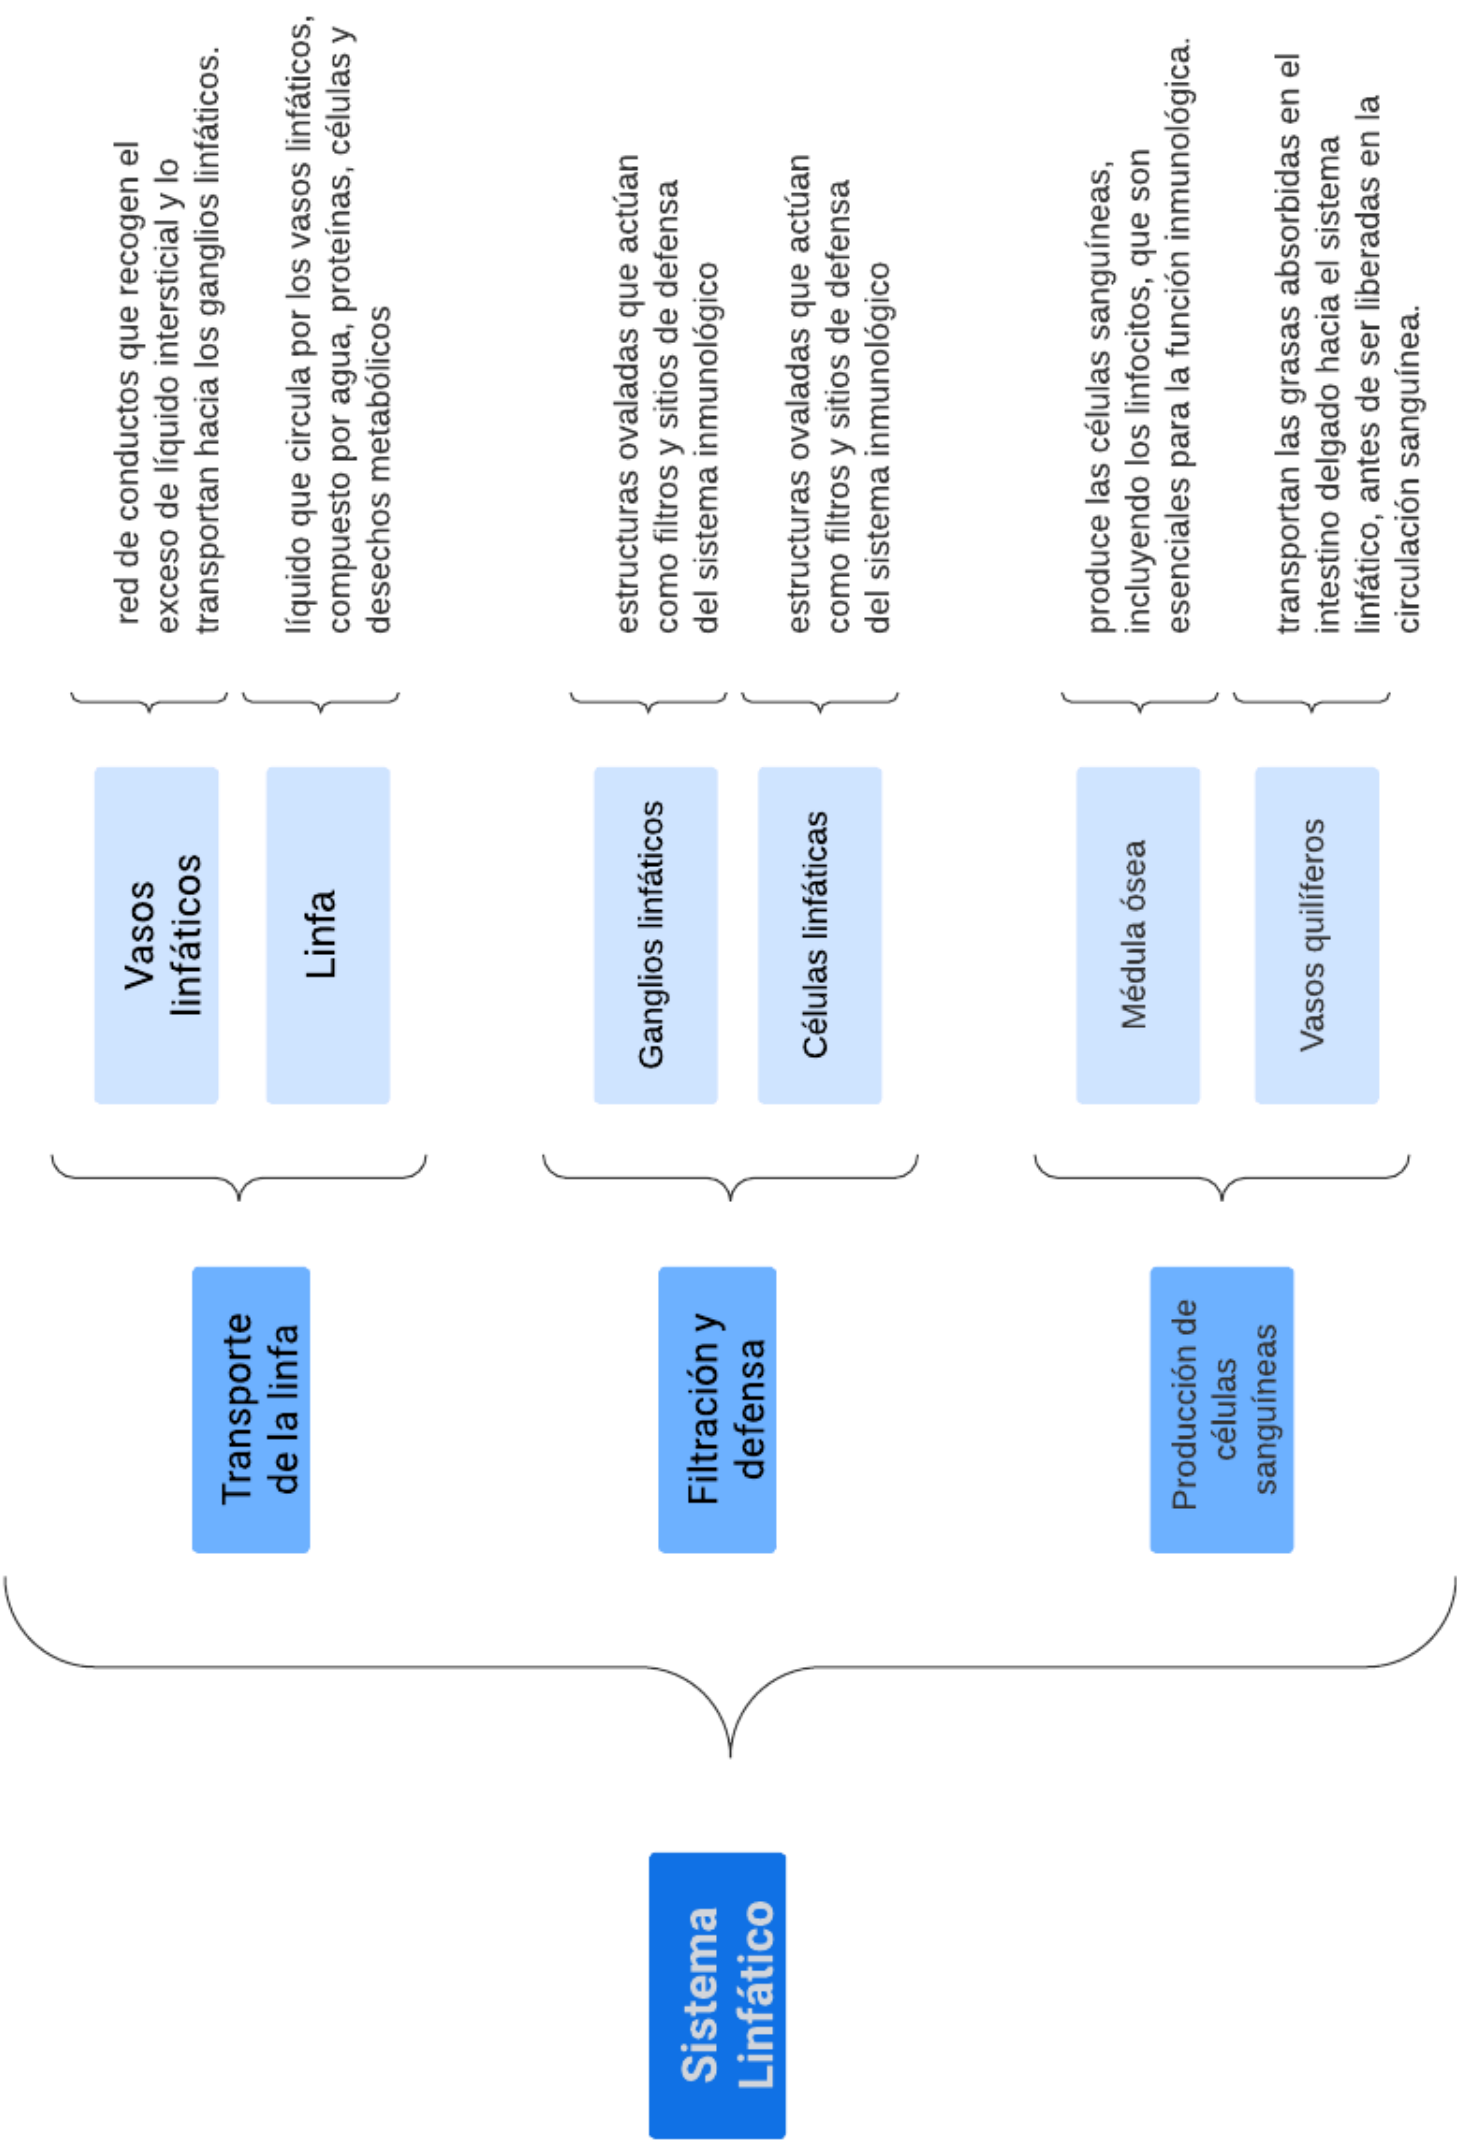 Sistema
Linfático
Transporte
de la linfa
Vasos
linfáticos
red de conductos que recogen el
exceso de líquido intersticial y lo
transportan hacia los ganglios linfáticos.
Linfa
líquido que circula por los vasos linfáticos,
compuesto por agua, proteínas, células y
desechos metabólicos
Filtración y
defensa
Ganglios linfáticos
estructuras ovaladas que actúan
como filtros y sitios de defensa
del sistema inmunológico
Células linfáticas
estructuras ovaladas que actúan
como filtros y sitios de defensa
del sistema inmunológico
Producción de
células
sanguíneas
Médula ósea
produce las células sanguíneas,
incluyendo los linfocitos, que son
esenciales para la función inmunológica.
Vasos quilíferos
transportan las grasas absorbidas en el
intestino delgado hacia el sistema
linfático, antes de ser liberadas en la
circulación sanguínea.